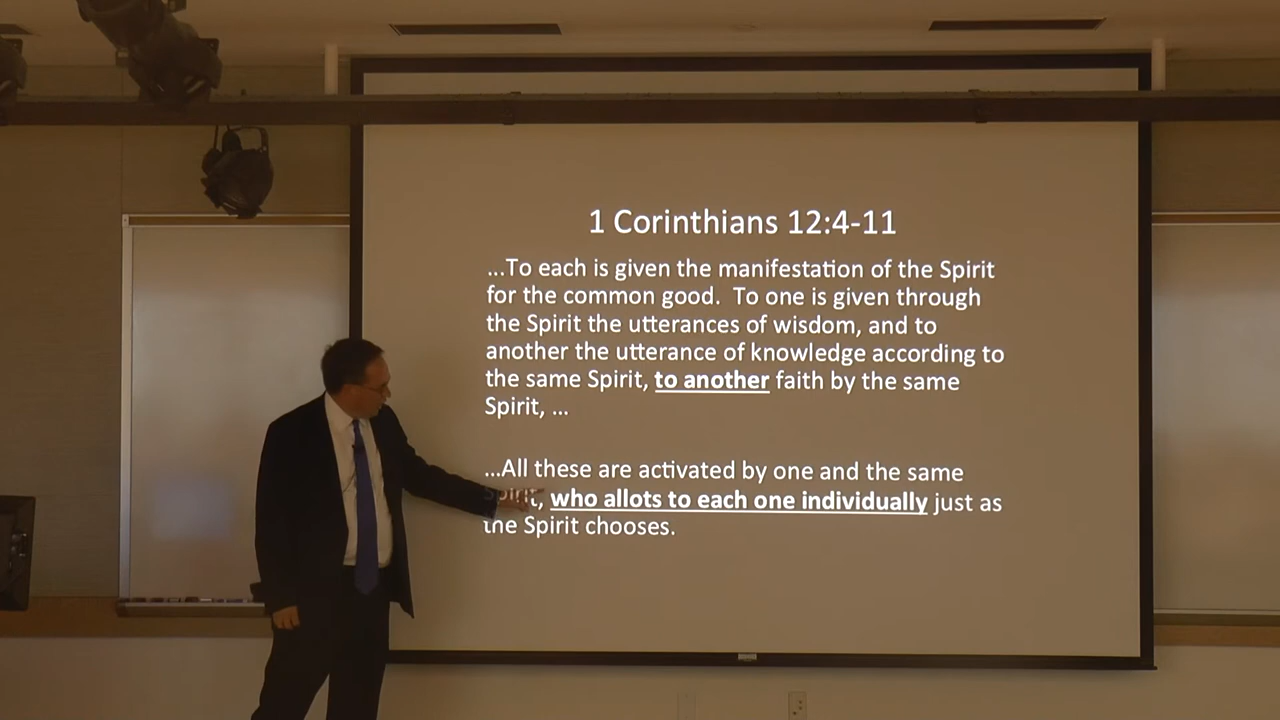 1 Corinthians 12:4-11
...To each is given the manifestation of the Spirit
for the common good. To one is given through
the Spirit the utterances of wisdom, and to
another the utterance of knowledge according to
the same Spirit, to another faith by the same
Spirit, ...
...All these are activated by one and the same
Spirit, who allots to each one individually just as
the Spirit chooses.